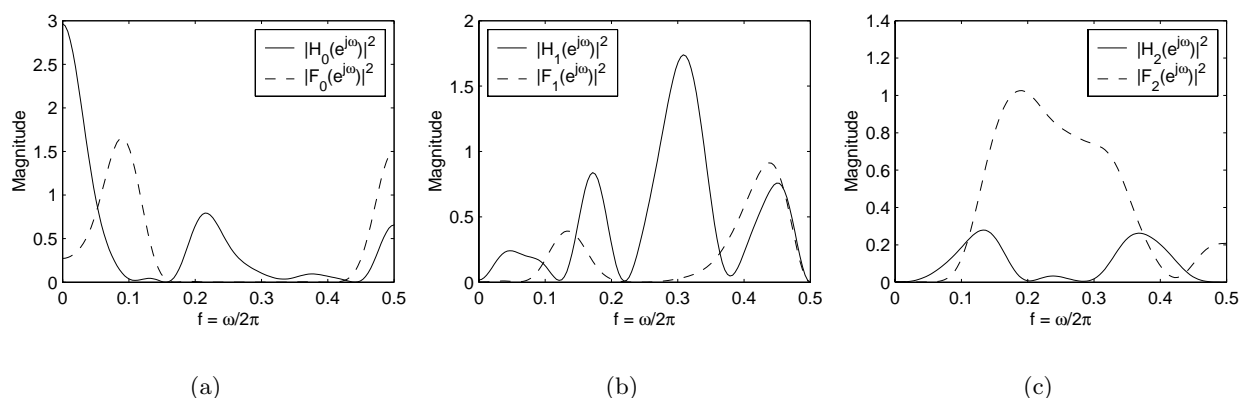 3
2.5
2
1.5
1
0.5
0
Magnitude
|H₀(e^{jω})|²
|F₀(e^{jω})|²
0 0.1 0.2 0.3 0.4 0.5
f = ω/2π
(a)
2
1.5
1
0.5
0
Magnitude
|H₁(e^{jω})|²
|F₁(e^{jω})|²
0 0.1 0.2 0.3 0.4 0.5
f = ω/2π
(b)
1.4
1.2
1
0.8
0.6
0.4
0.2
0
Magnitude
|H₂(e^{jω})|²
|F₂(e^{jω})|²
0 0.1 0.2 0.3 0.4 0.5
f = ω/2π
(c)